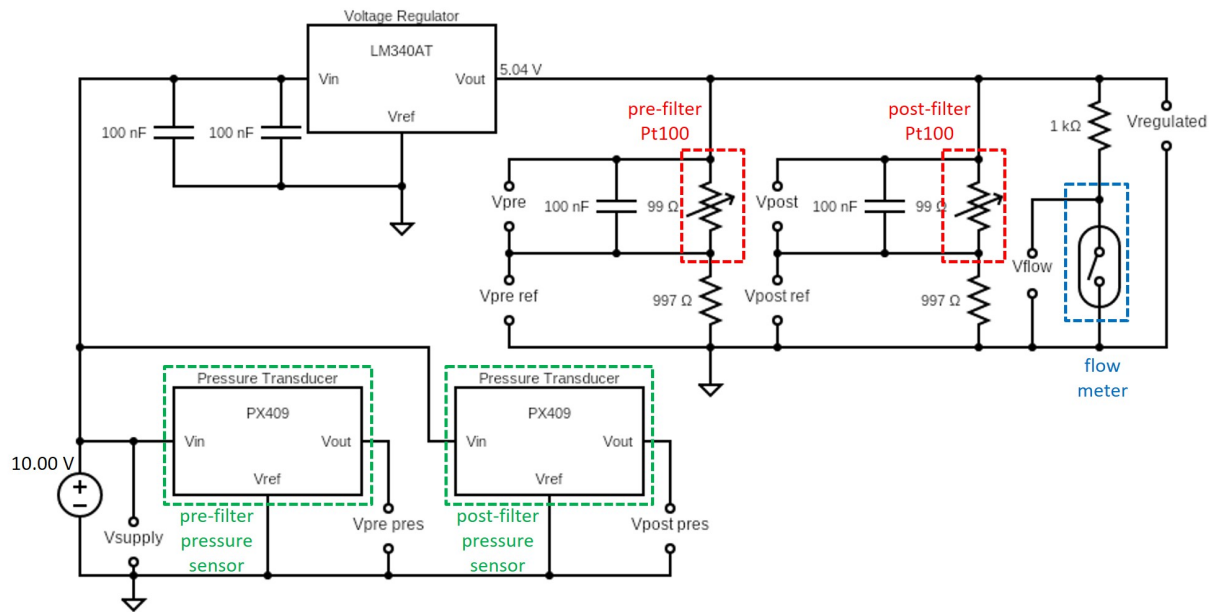 Voltage Regulator
LM340AT
Vin
Vout
5.04 V
Vref
100 nF
100 nF
pre-filter
Pt100
post-filter
Pt100
1 kΩ
Vregulated
Vpre
100 nF
99 Ω
Vpost
100 nF
99 Ω
Vflow
Vpre ref
997 Ω
Vpost ref
997 Ω
flow
meter
Pressure Transducer
PX409
Vin
Vout
Vref
Pressure Transducer
PX409
Vin
Vout
Vref
10.00 V
+
−
Vsupply
pre-filter
pressure
sensor
Vpre pres
post-filter
pressure
sensor
Vpost pres